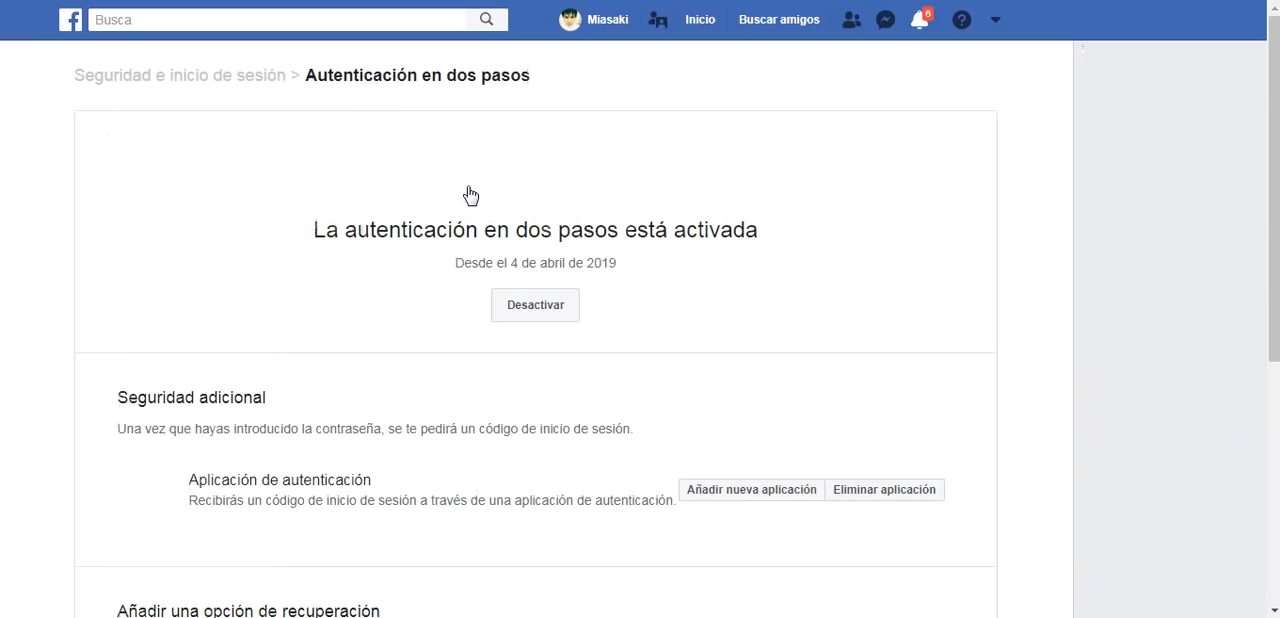 f
Busca
Miasaki
Inicio
Buscar amigos
6
?
Seguridad e inicio de sesión > Autenticación en dos pasos
La autenticación en dos pasos está activada
Desde el 4 de abril de 2019
Desactivar
Seguridad adicional
Una vez que hayas introducido la contraseña, se te pedirá un código de inicio de sesión.
Aplicación de autenticación
Recibirás un código de inicio de sesión a través de una aplicación de autenticación.
Añadir nueva aplicación
Eliminar aplicación
Añadir una opción de recuperación